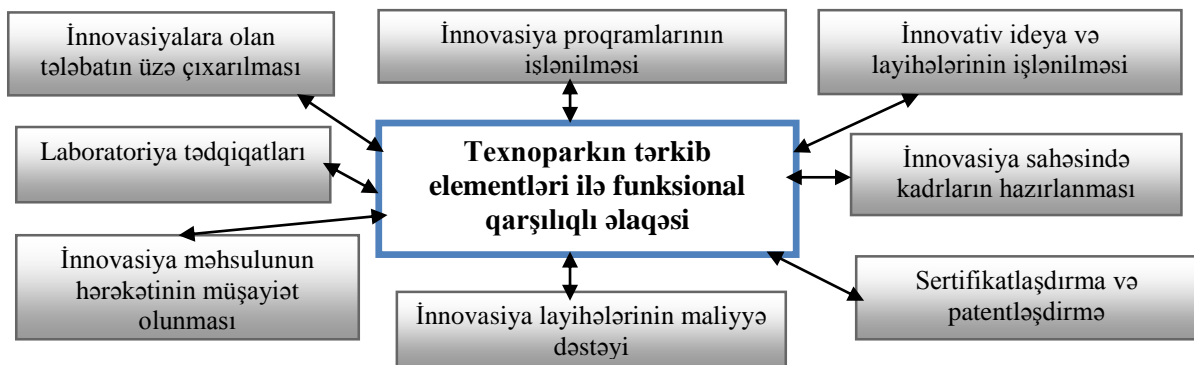 İnnovasiyalara olan
tələbatın üzə çıxarılması
İnnovasiya proqramlarının
işlənilməsi
İnnovativ ideya və
layihələrinin işlənilməsi
Laboratoriya tədqiqatları
Texnoparkın tərkib
elementləri ilə funksional
qarşılıqlı əlaqəsi
İnnovasiya sahəsində
kadrların hazırlanması
İnnovasiya məhsulunun
hərəkətinin müşayiət
olunması
İnnovasiya layihələrinin maliyyə
dəstəyi
Sertifikatlaşdırma və
patentləşdirmə